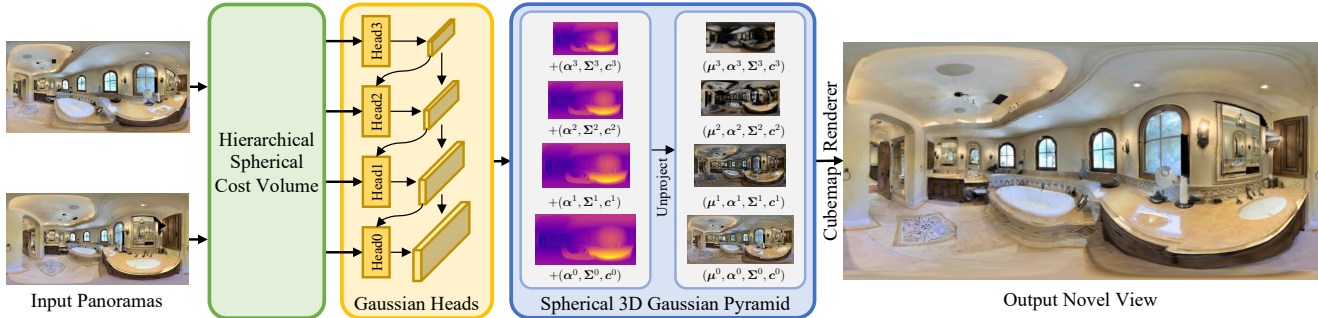 Input Panoramas
Hierarchical
Spherical
Cost Volume
Head3
Head2
Head1
Head0
Gaussian Heads
+(α³, Σ³, c³)
+(α², Σ², c²)
+(α¹, Σ¹, c¹)
+(α⁰, Σ⁰, c⁰)
Unproject
(μ³, α³, Σ³, c³)
(μ², α², Σ², c²)
(μ¹, α¹, Σ¹, c¹)
(μ⁰, α⁰, Σ⁰, c⁰)
Spherical 3D Gaussian Pyramid
Cubemap Renderer
Output Novel View